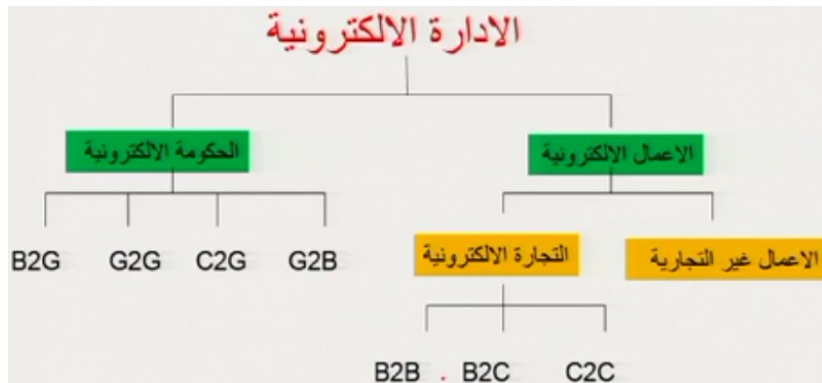 الادارة الالكترونية
الاعمال الالكترونية
الحكومة الالكترونية
الاعمال غير التجارية
التجارة الالكترونية
B2G G2G C2G G2B
B2B . B2C C2C